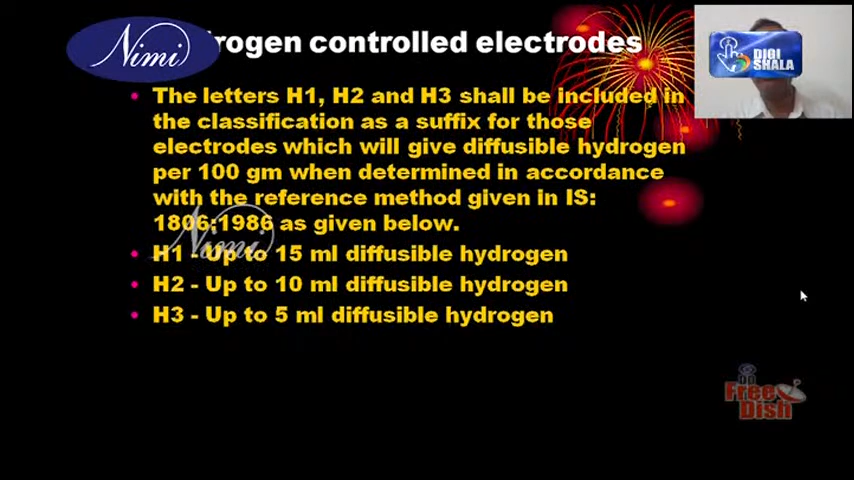 Nimi
rogen controlled electrodes
DIGI
SHALA
The letters H1, H2 and H3 shall be included in
the classification as a suffix for those
electrodes which will give diffusible hydrogen
per 100 gm when determined in accordance
with the reference method given in IS:
1806:1986 as given below.
Nimi
H1 - Up to 15 ml diffusible hydrogen
H2 - Up to 10 ml diffusible hydrogen
H3 - Up to 5 ml diffusible hydrogen
Free
Dish